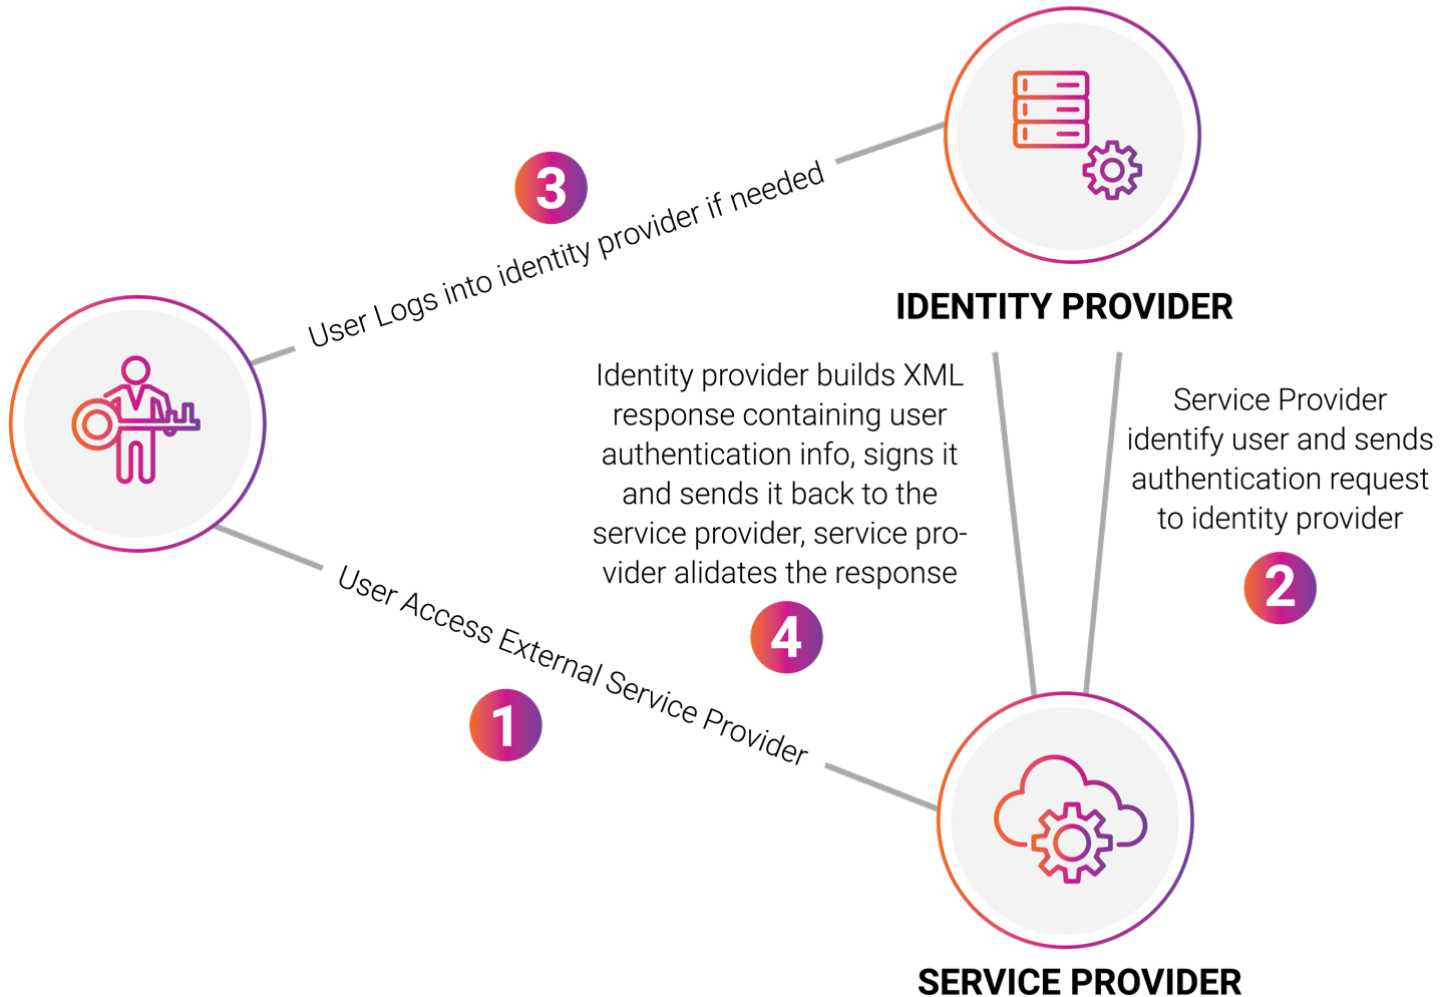 3
User Logs into identity provider if needed
IDENTITY PROVIDER
Identity provider builds XML
response containing user
authentication info, signs it
and sends it back to the
service provider, service pro-
vider alidates the response
4
Service Provider
identify user and sends
authentication request
to identity provider
2
User Access External Service Provider
1
SERVICE PROVIDER